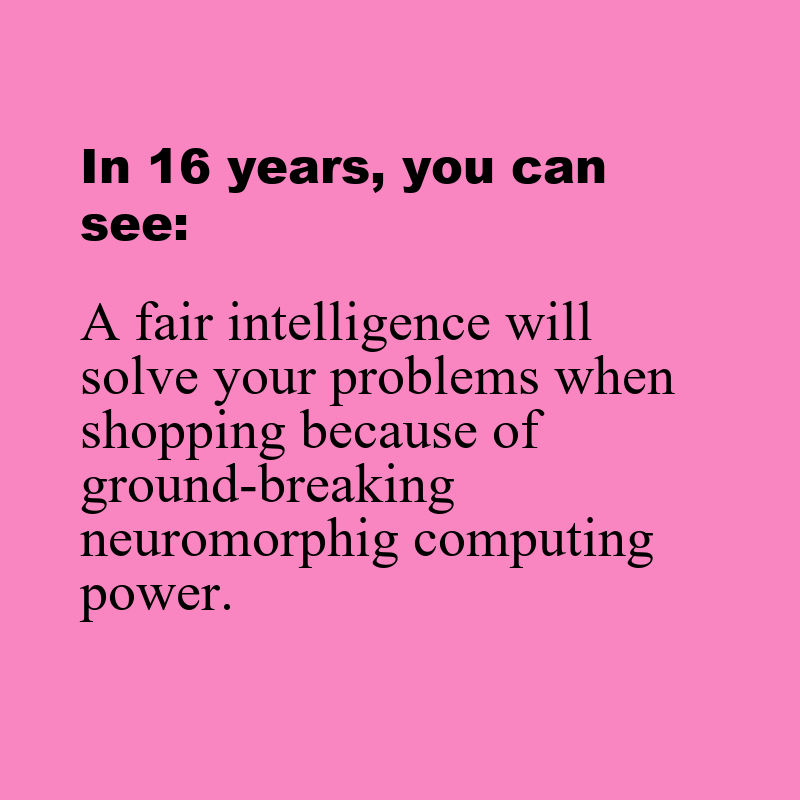 In 16 years, you can
see:
A fair intelligence will
solve your problems when
shopping because of
ground-breaking
neuromorphig computing
power.